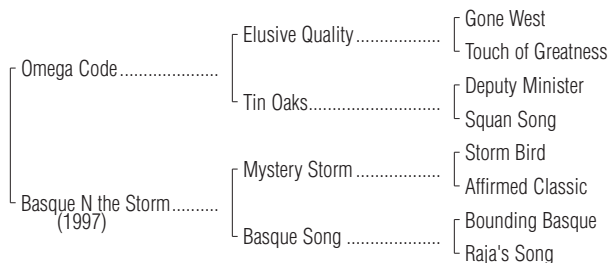 Gone West
Elusive Quality
Touch of Greatness
Omega Code
Deputy Minister
Tin Oaks
Squan Song
Storm Bird
Mystery Storm
Affirmed Classic
Basque N the Storm
(1997)
Bounding Basque
Basque Song
Raja's Song